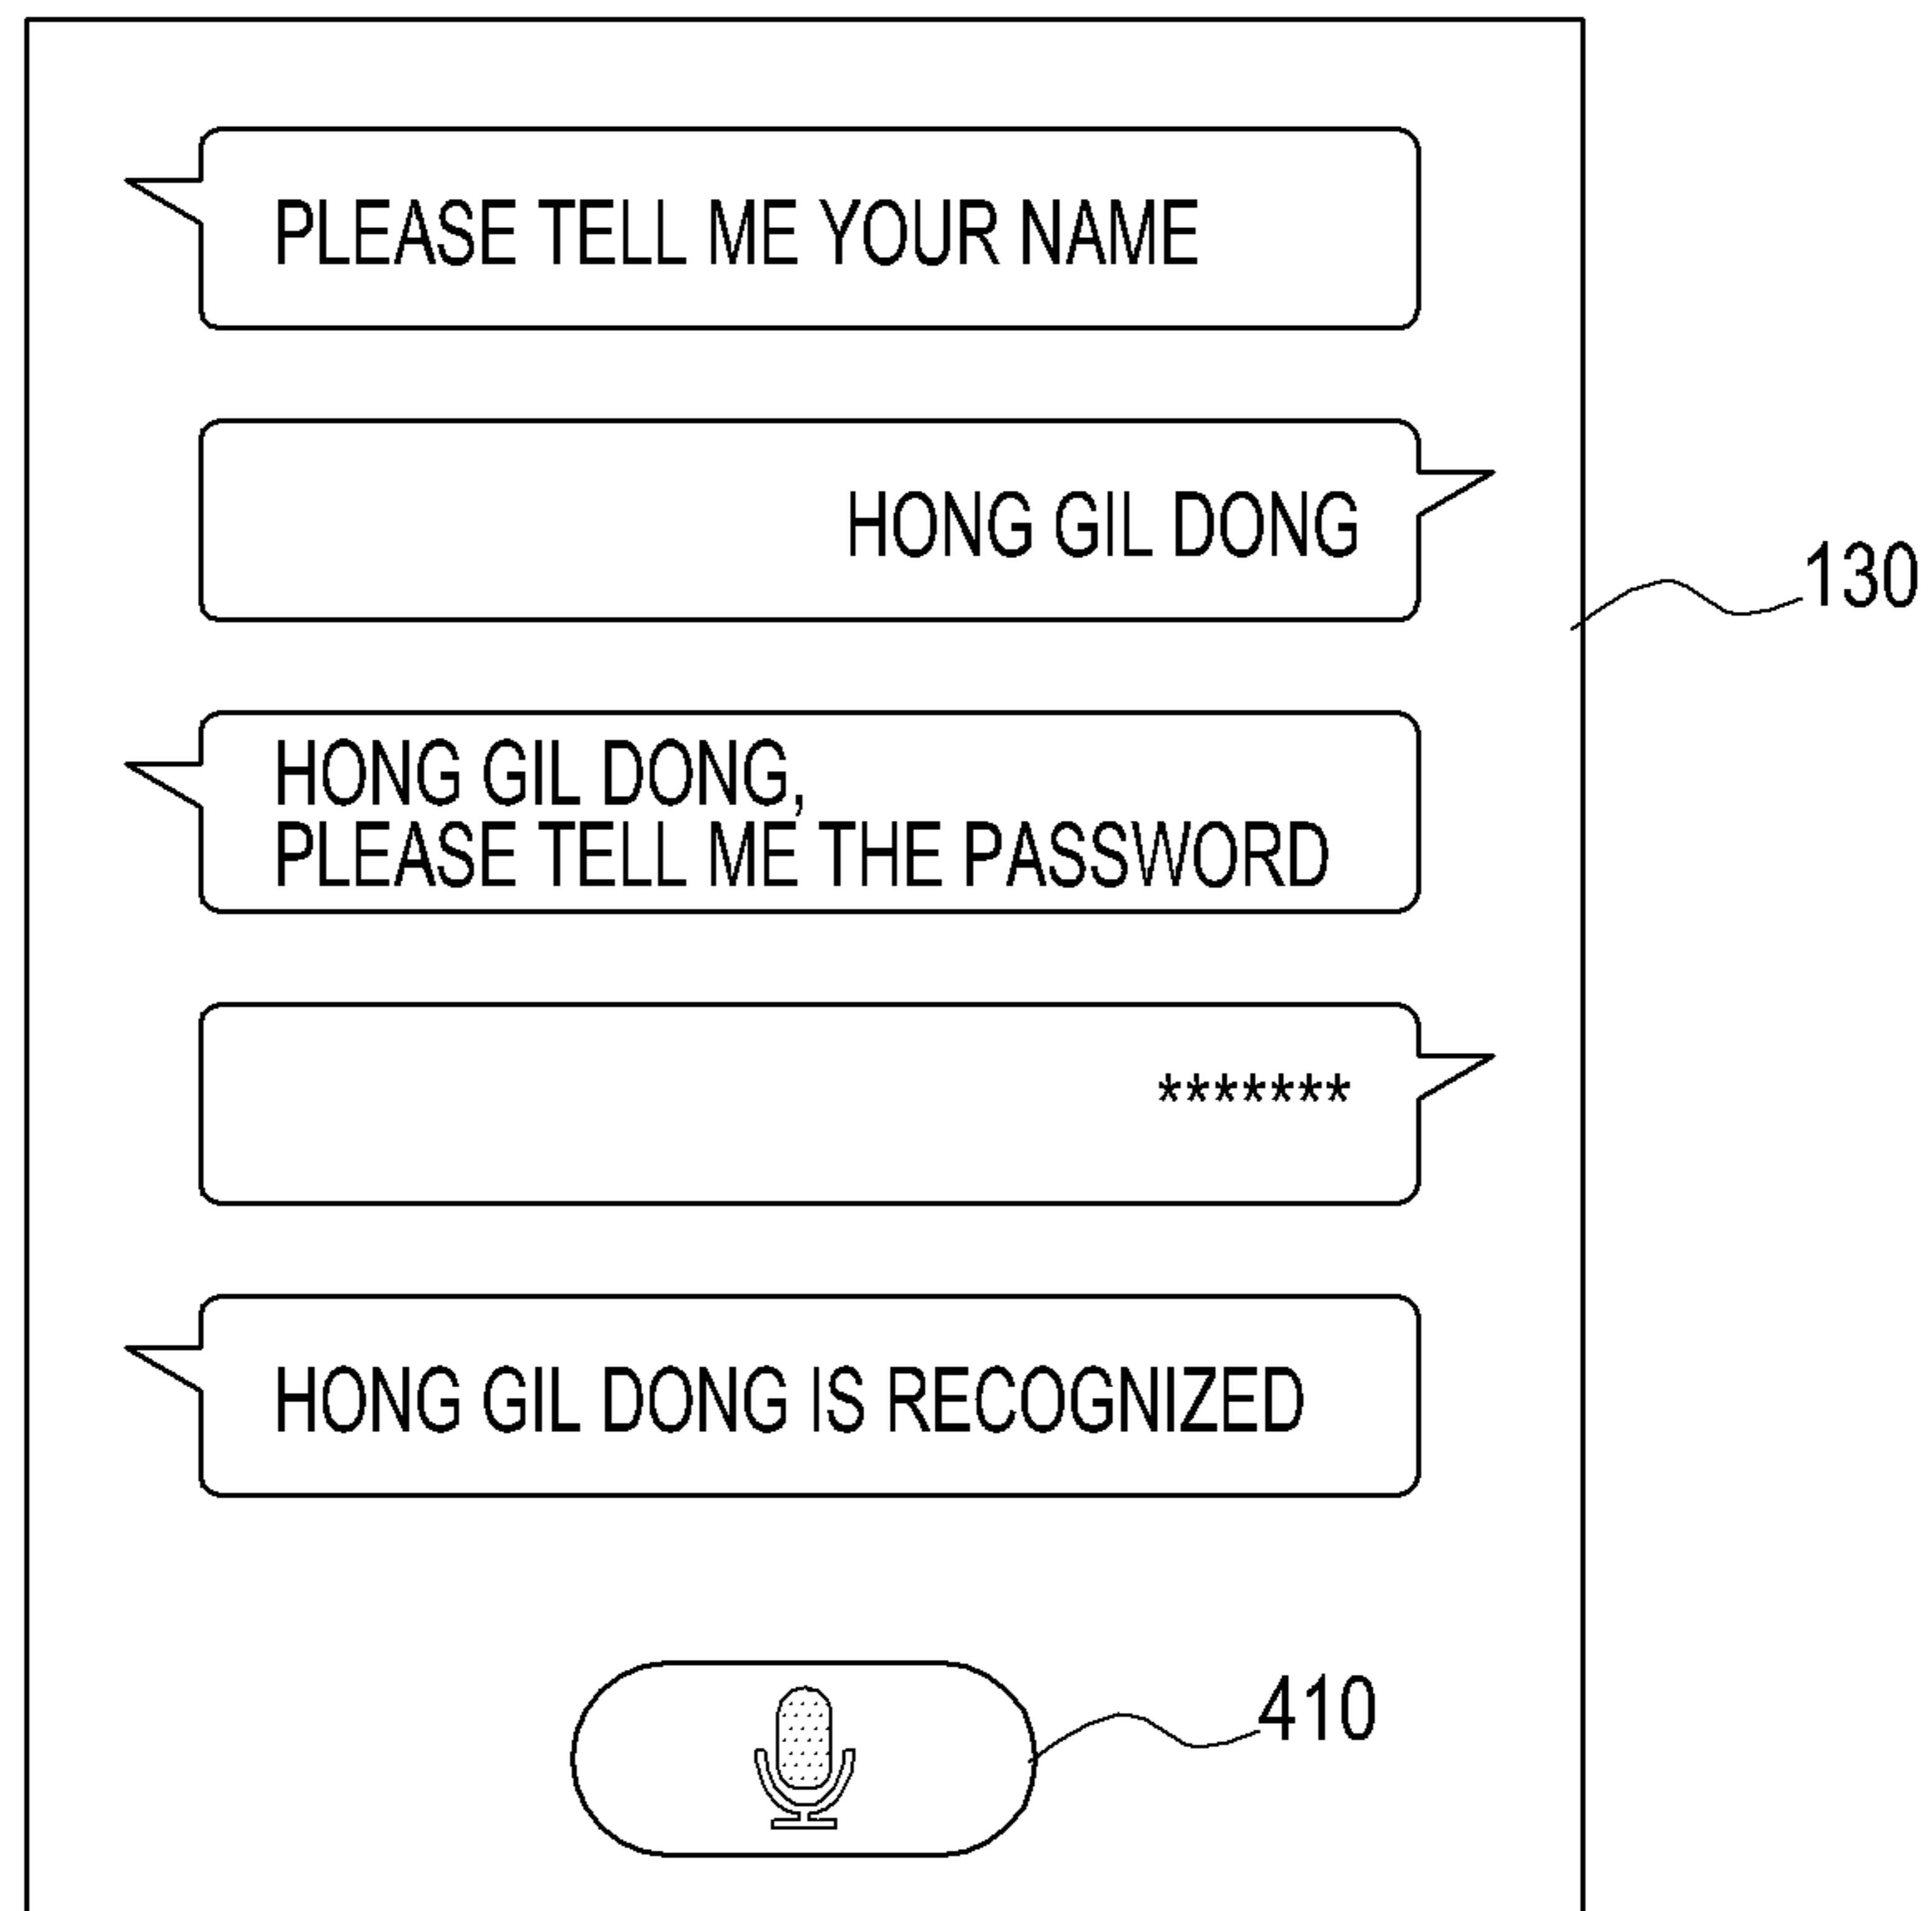 PLEASE TELL ME YOUR NAME
HONG GIL DONG
130
HONG GIL DONG,
PLEASE TELL ME THE PASSWORD
*******
HONG GIL DONG IS RECOGNIZED
410